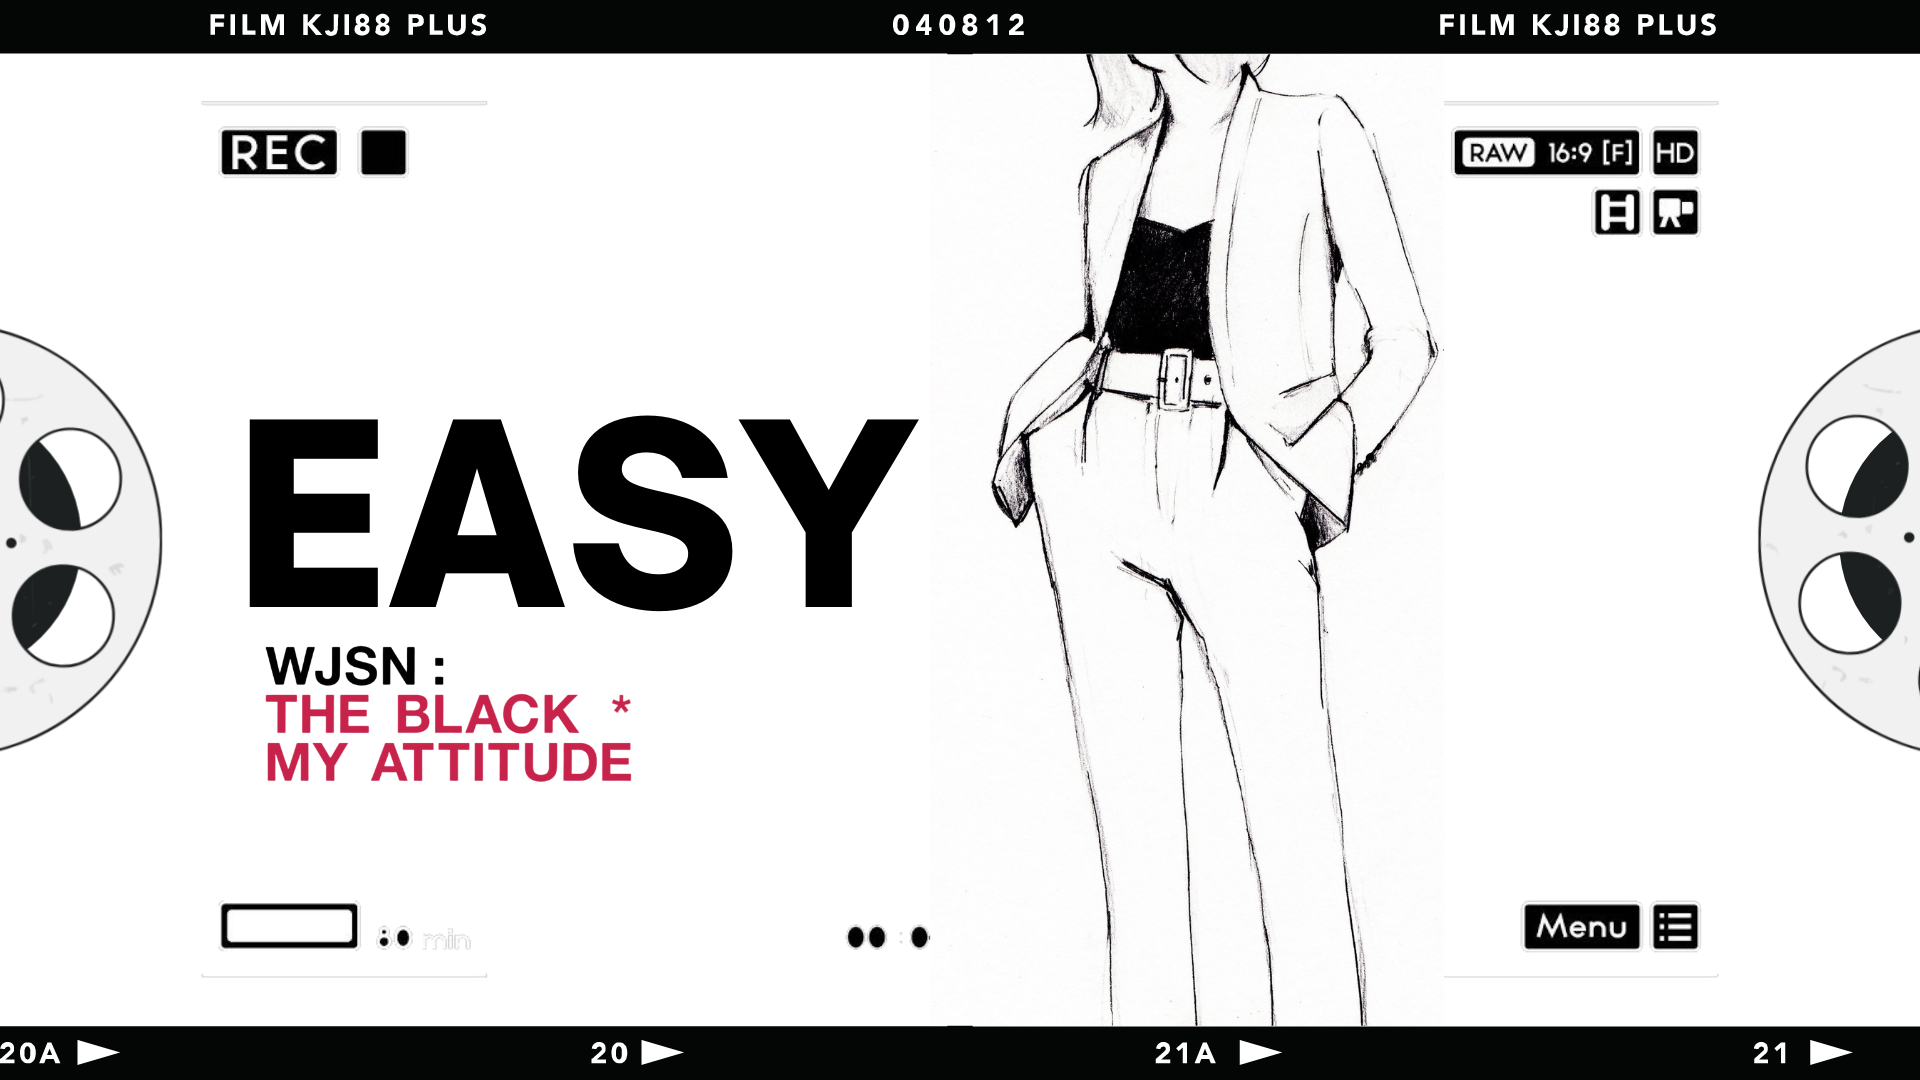 FILM KJI88 PLUS
040812
FILM KJI88 PLUS
REC
RAW 16:9 [F] HD
EASY
WJSN :
THE BLACK *
MY ATTITUDE
min
Menu
20A
20
21A
21